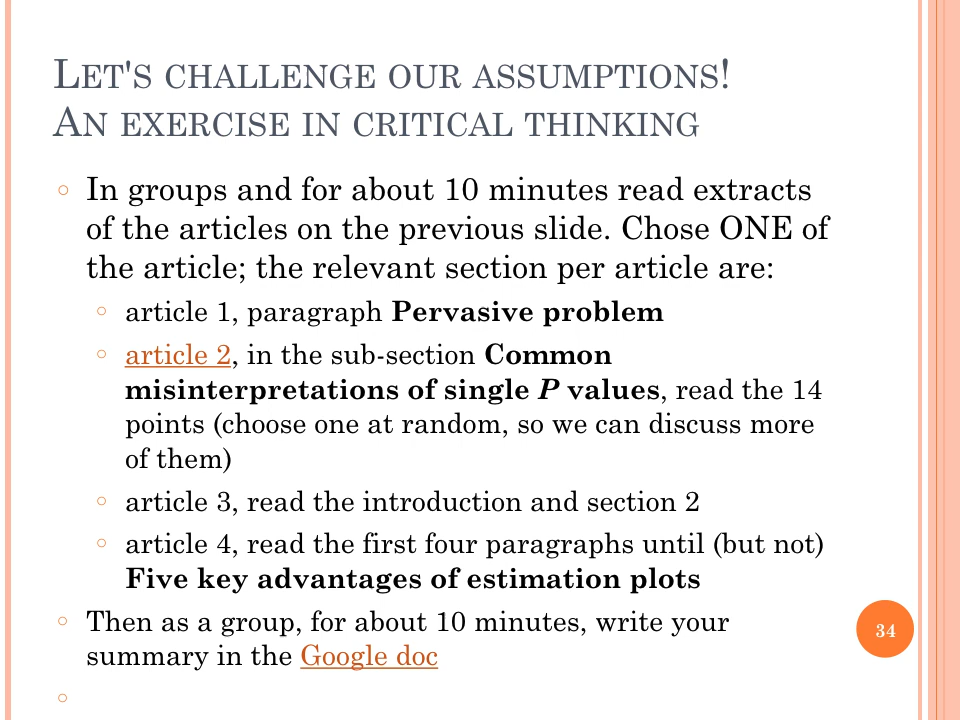 Let's challenge our assumptions!
An exercise in critical thinking
In groups and for about 10 minutes read extracts
of the articles on the previous slide. Chose ONE of
the article; the relevant section per article are:
article 1, paragraph Pervasive problem
article 2, in the sub-section Common
misinterpretations of single P values, read the 14
points (choose one at random, so we can discuss more
of them)
article 3, read the introduction and section 2
article 4, read the first four paragraphs until (but not)
Five key advantages of estimation plots
Then as a group, for about 10 minutes, write your
summary in the Google doc
34